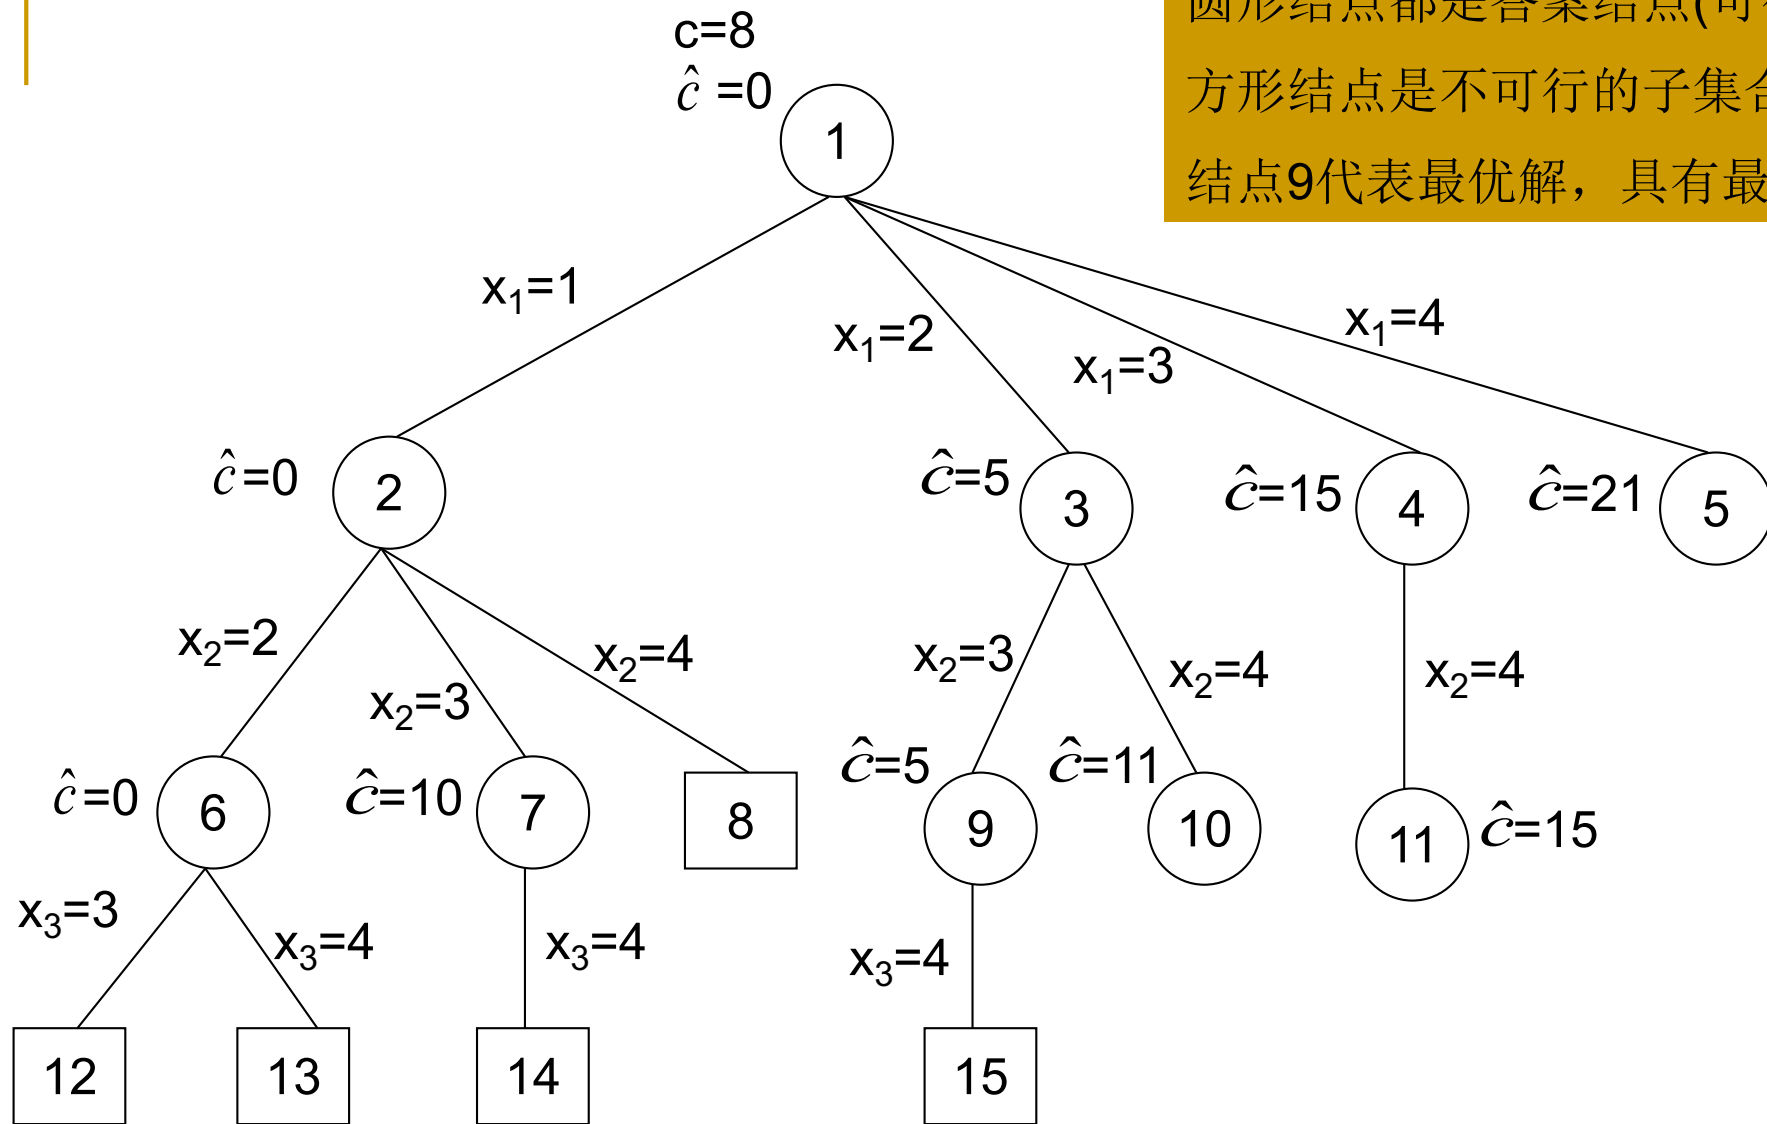 c=8
ĉ =0
圆形结点都是答案结点(可
方形结点是不可行的子集合
结点9代表最优解，具有最
1
x₁=1
x₁=2
x₁=3
x₁=4
ĉ=0
2
ĉ=5
3
ĉ=15
4
ĉ=21
5
x₂=2
x₂=3
x₂=4
x₂=3
x₂=4
x₂=4
ĉ=0
6
ĉ=10
7
8
ĉ=5
9
ĉ=11
10
11
ĉ=15
x₃=3
x₃=4
x₃=4
x₃=4
12
13
14
15